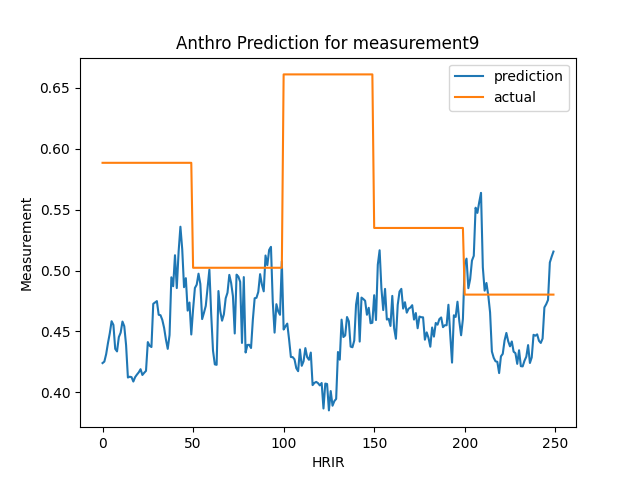 Anthro Prediction for measurement9
prediction
actual
Measurement
0.65
0.60
0.55
0.50
0.45
0.40
0 50 100 150 200 250
HRIR